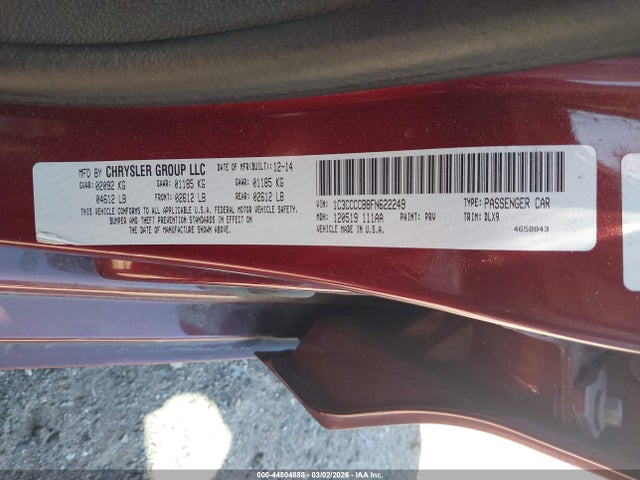 MFD BY CHRYSLER GROUP LLC DATE OF MFR(BUILT): 12-14
GVWR: 02092 KG GAWR: 01185 KG GAWR: 01185 KG
04612 LB FRONT: 02612 LB REAR: 02612 LB
THIS VEHICLE CONFORMS TO ALL APPLICABLE U.S.A. FEDERAL MOTOR VEHICLE SAFETY,
BUMPER AND THEFT PREVENTION STANDARDS IN EFFECT ON
THE DATE OF MANUFACTURE SHOWN ABOVE.
VIN: 1C3CCCCB8FN622249 TYPE: PASSENGER CAR
MDH: 120519 111AA PAINT: PRV TRIM: DLX9
VEHICLE MADE IN U.S.A. 4658843
000-44504888 - 03/02/2026 - IAA